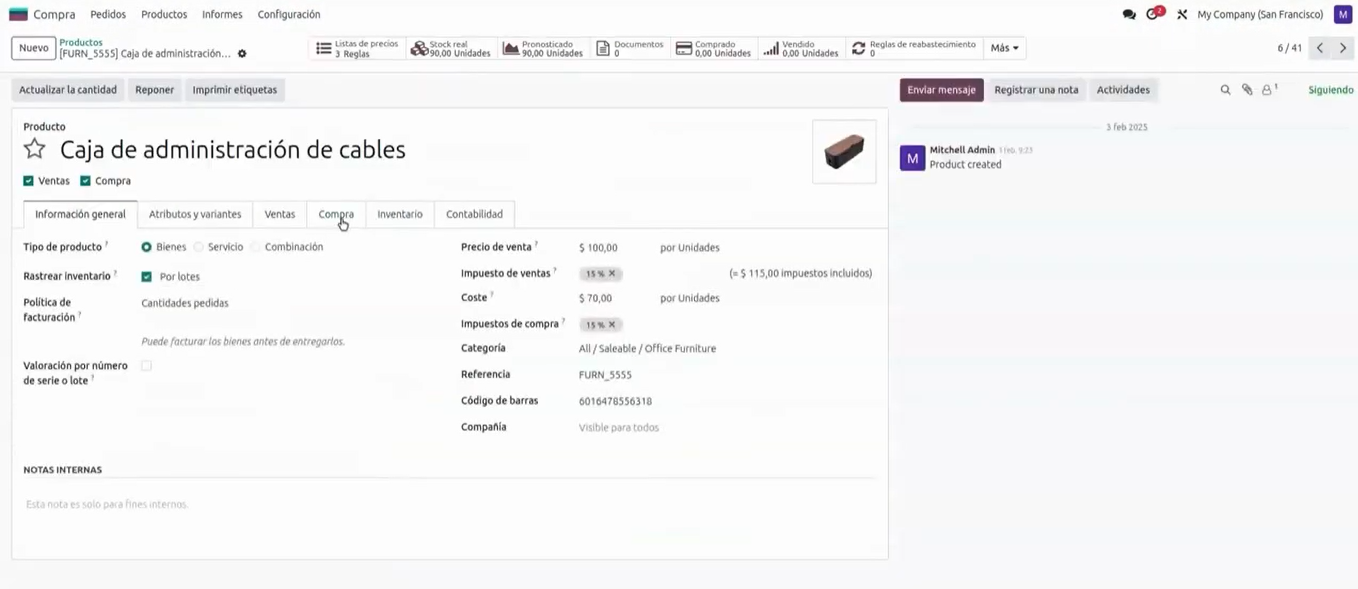 Compra Pedidos Productos Informes Configuración 2 My Company (San Francisco) M
Nuevo Productos Listas de precios Stock real Pronosticado Documentos Comprado Vendido Reglas de reabastecimiento Más 6 / 41
[FURN_5555] Caja de administración... 3 Reglas 90,00 Unidades 90,00 Unidades 0 0,00 Unidades 0,00 Unidades 0
Actualizar la cantidad Reponer Imprimir etiquetas Enviar mensaje Registrar una nota Actividades 1 Siguiendo
Producto
Caja de administración de cables
Ventas Compra
Información general Atributos y variantes Ventas Compra Inventario Contabilidad
Tipo de producto ? Bienes Servicio Combinación
Rastrear inventario ? Por lotes
Política de facturación ? Cantidades pedidas
Puede facturar los bienes antes de entregarlos.
Valoración por número
de serie o lote ?
Precio de venta ? $ 100,00 por Unidades
Impuesto de ventas ? 15 % (= $ 115,00 impuestos incluidos)
Coste ? $ 70,00 por Unidades
Impuestos de compra ? 15 %
Categoría All / Saleable / Office Furniture
Referencia FURN_5555
Código de barras 6016478556318
Compañía Visible para todos
NOTAS INTERNAS
Esta nota es solo para fines internos.
3 feb 2025
M Mitchell Admin
Product created